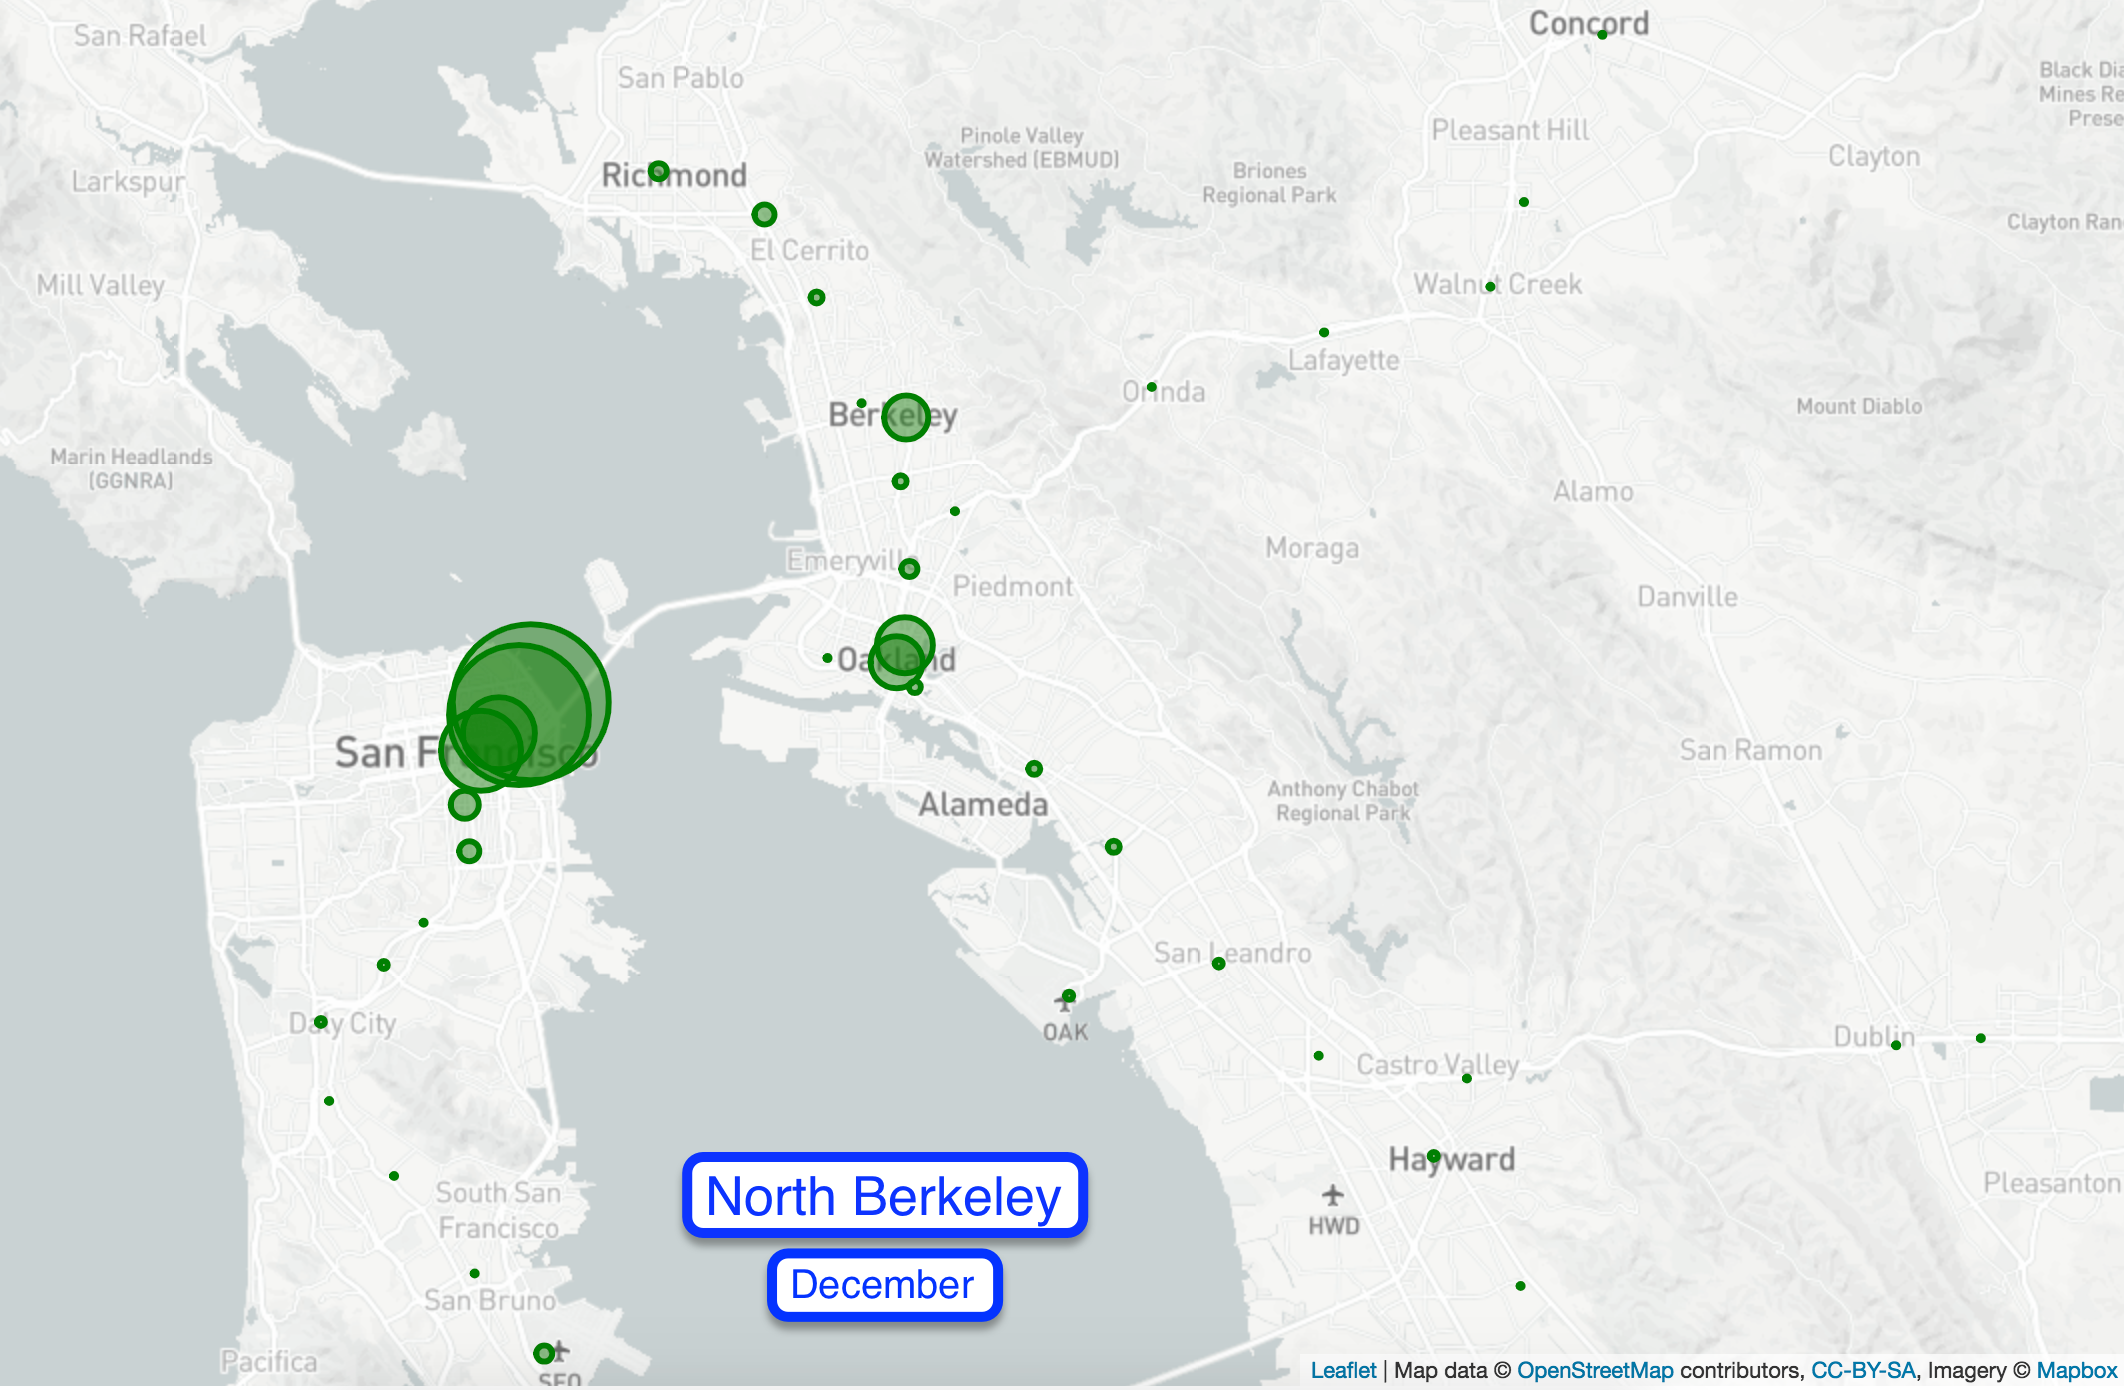 San Rafael
Concord
San Pablo
Black Dia
Mines Re
Prese
Pinole Valley
Watershed (EBMUD)
Pleasant Hill
Briones
Regional Park
Clayton
Larkspur
Richmond
Clayton Ran
El Cerrito
Mill Valley
Walnut Creek
Lafayette
Orinda
Mount Diablo
Berkeley
Marin Headlands
(GGNRA)
Alamo
Moraga
Emeryville
Piedmont
Danville
Oakland
San Francisco
San Ramon
Anthony Chabot
Regional Park
Alameda
San Leandro
Daly City
OAK
Dublin
Castro Valley
Hayward
North Berkeley
Pleasanton
South San
Francisco
HWD
December
San Bruno
Pacifica
SFO
Leaflet | Map data © OpenStreetMap contributors, CC-BY-SA, Imagery © Mapbox